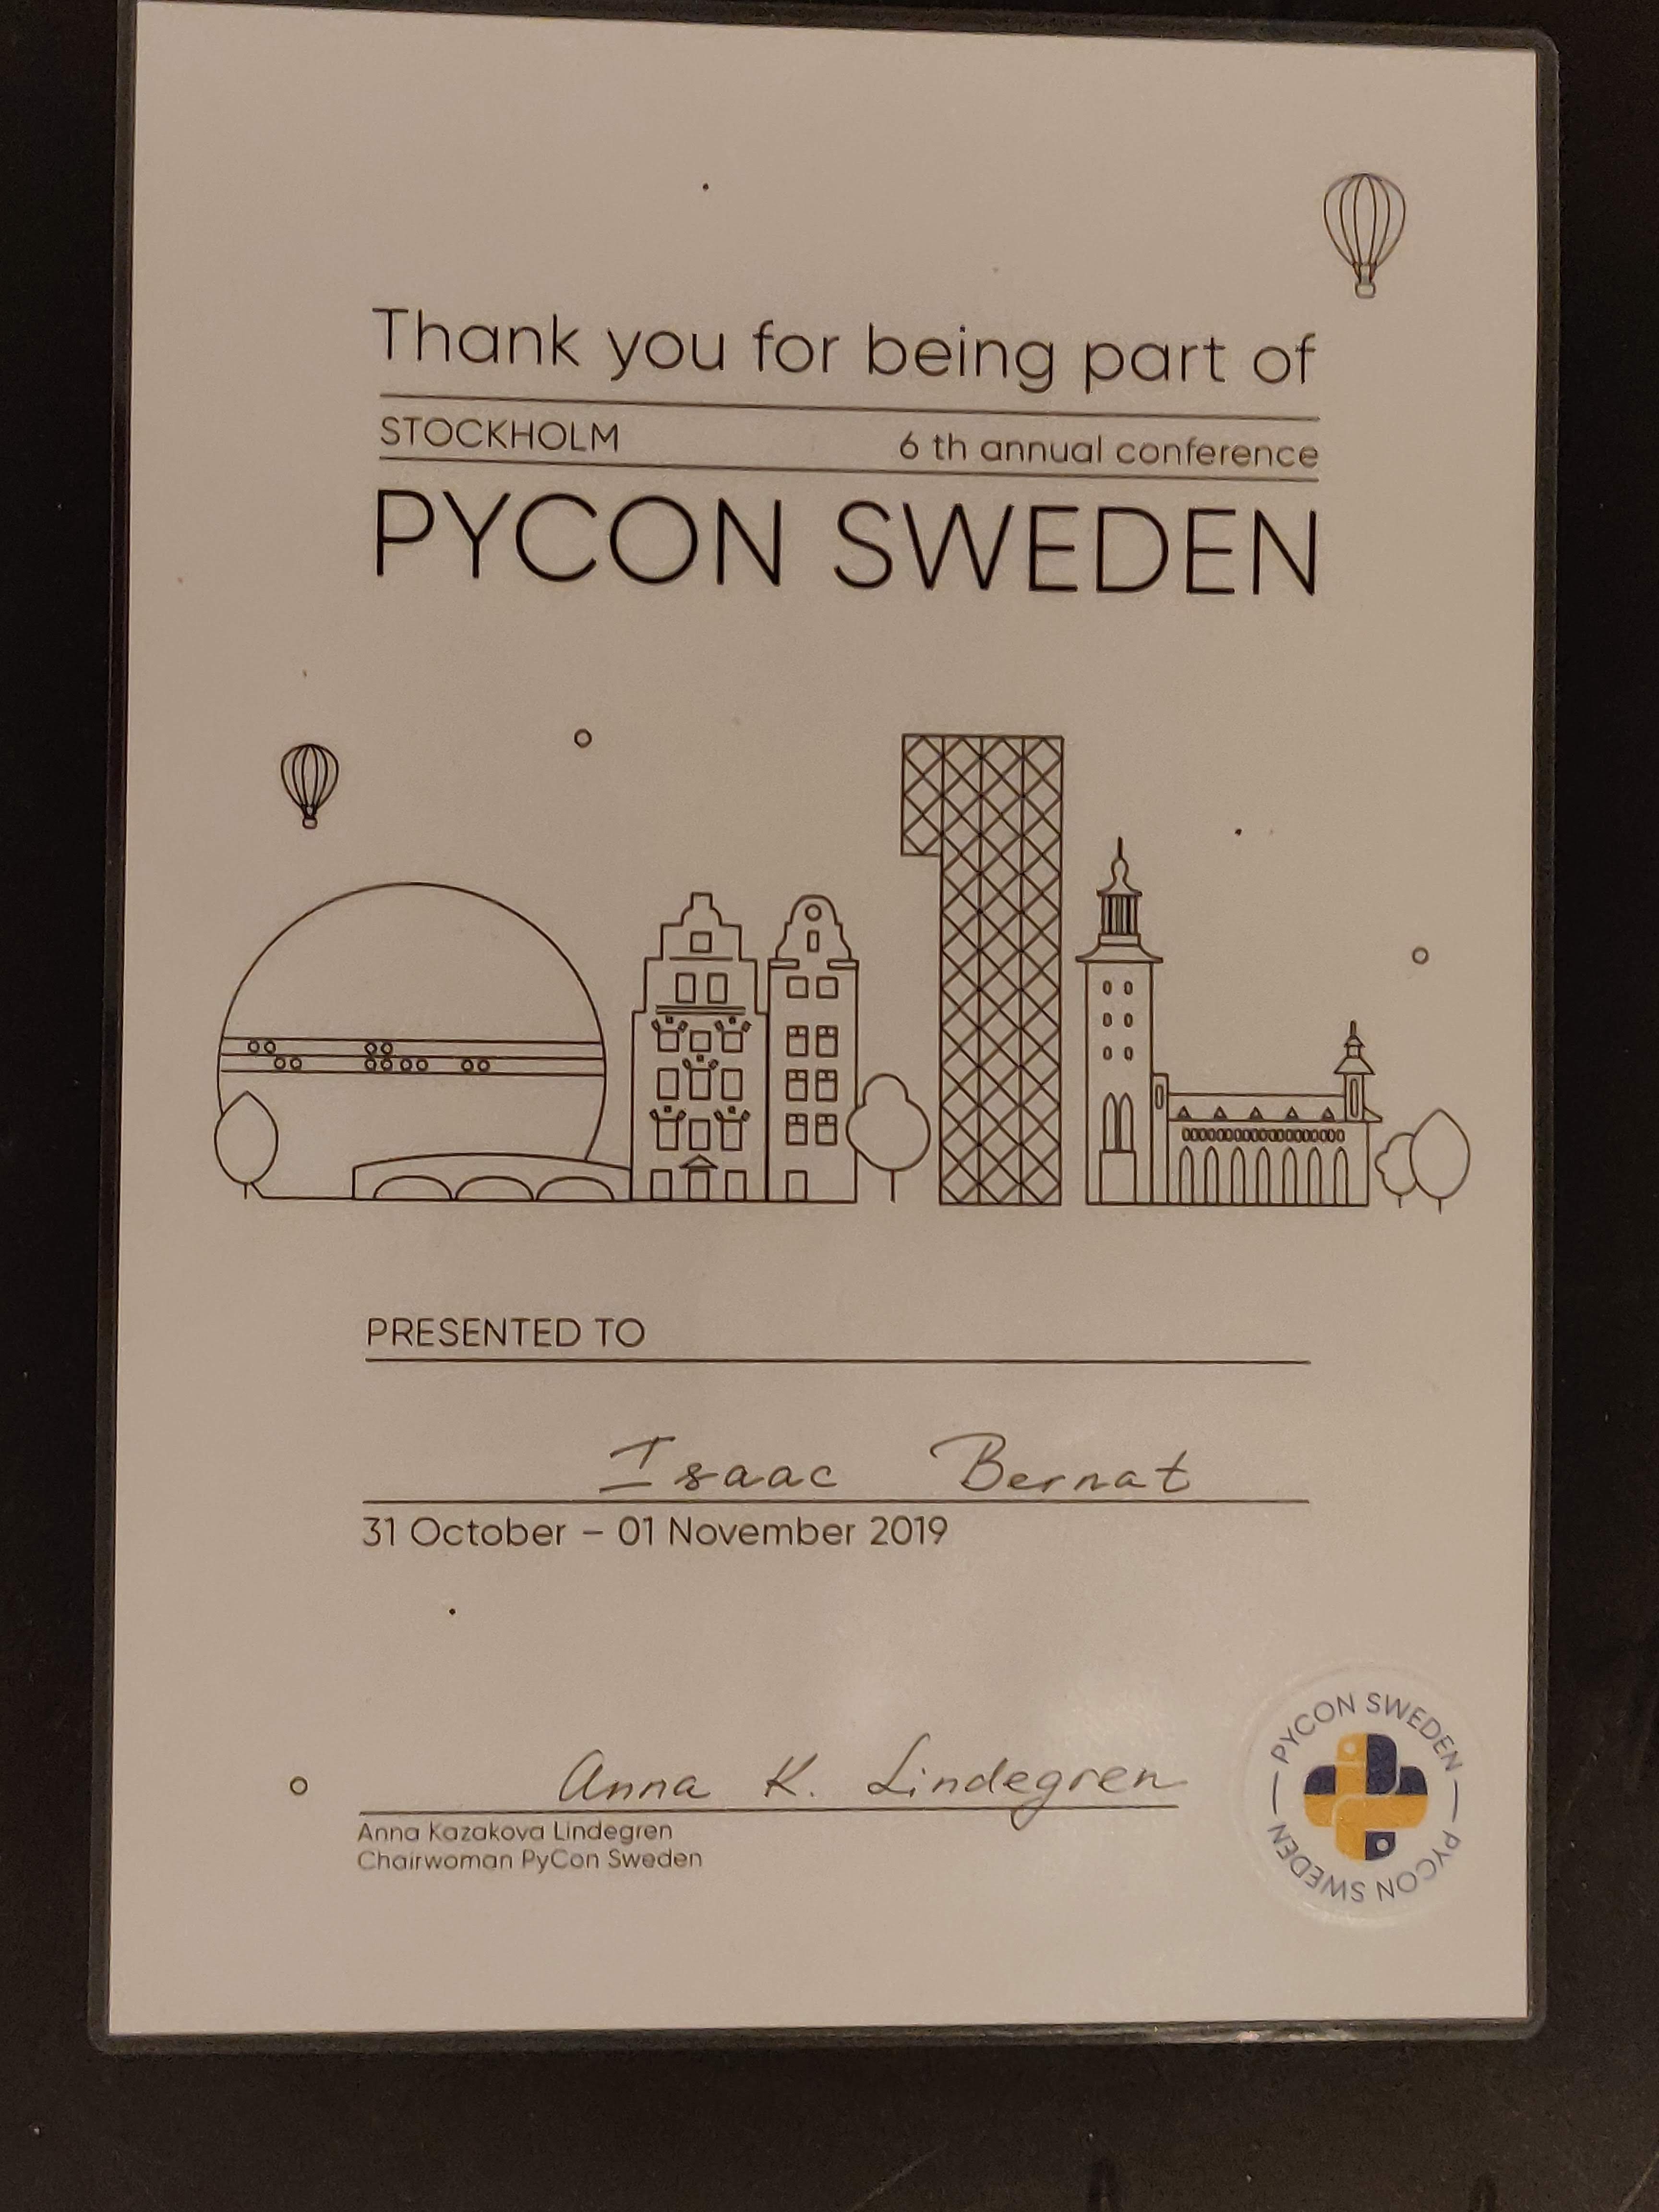 Thank you for being part of
STOCKHOLM 6 th annual conference
PYCON SWEDEN
PRESENTED TO
Isaac Bernat
31 October – 01 November 2019
Anna K. Lindegren
Anna Kazakova Lindegren
Chairwoman PyCon Sweden
PYCON SWEDEN — PYCON SWEDEN —